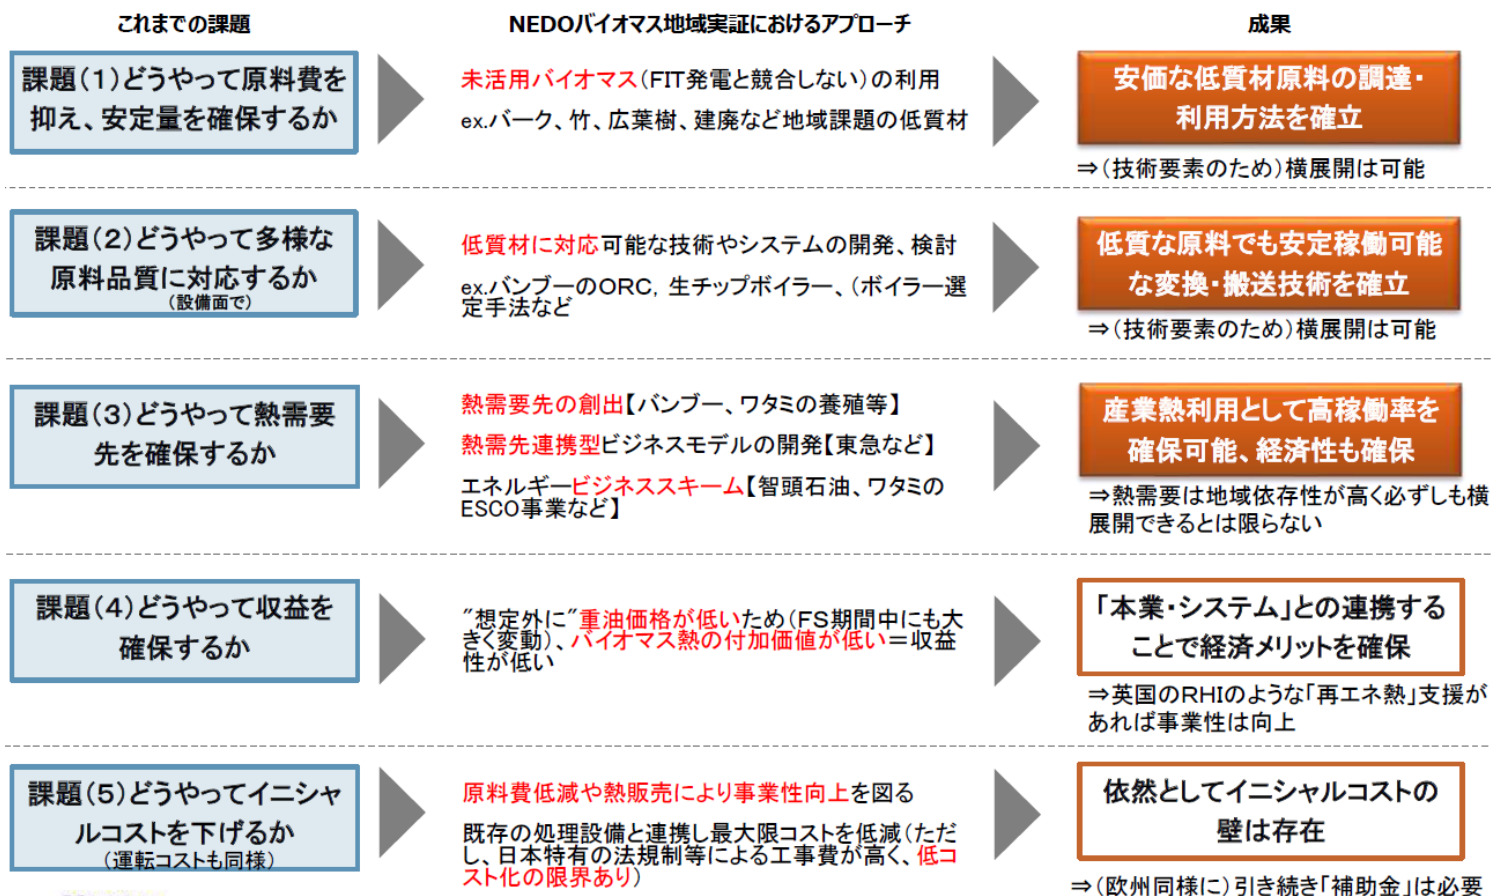 これまでの課題
NEDOバイオマス地域実証におけるアプローチ
成果
課題(1)どうやって原料費を
抑え、安定量を確保するか
未活用バイオマス(FIT発電と競合しない)の利用
ex.バーク、竹、広葉樹、建廃など地域課題の低質材
安価な低質材原料の調達・
利用方法を確立
⇒(技術要素のため)横展開は可能
課題(2)どうやって多様な
原料品質に対応するか
(設備面で)
低質材に対応可能な技術やシステムの開発、検討
ex.バンブーのORC, 生チップボイラー、(ボイラー選
定手法など
低質な原料でも安定稼働可能
な変換・搬送技術を確立
⇒(技術要素のため)横展開は可能
課題(3)どうやって熱需要
先を確保するか
熱需要先の創出【バンブー、ワタミの養殖等】
熱需先連携型ビジネスモデルの開発【東急など】
エネルギービジネススキーム【智頭石油、ワタミの
ESCO事業など】
産業熱利用として高稼働率を
確保可能、経済性も確保
⇒熱需要は地域依存性が高く必ずしも横
展開できるとは限らない
課題(4)どうやって収益を
確保するか
"想定外に"重油価格が低いため(FS期間中にも大
きく変動)、バイオマス熱の付加価値が低い=収益
性が低い
「本業・システム」との連携する
ことで経済メリットを確保
⇒英国のRHIのような「再エネ熱」支援が
あれば事業性は向上
課題(5)どうやってイニシャ
ルコストを下げるか
(運転コストも同様)
原料費低減や熱販売により事業性向上を図る
既存の処理設備と連携し最大限コストを低減(ただ
し、日本特有の法規制等による工事費が高く、低コ
スト化の限界あり)
依然としてイニシャルコストの
壁は存在
⇒(欧州同様に)引き続き「補助金」は必要